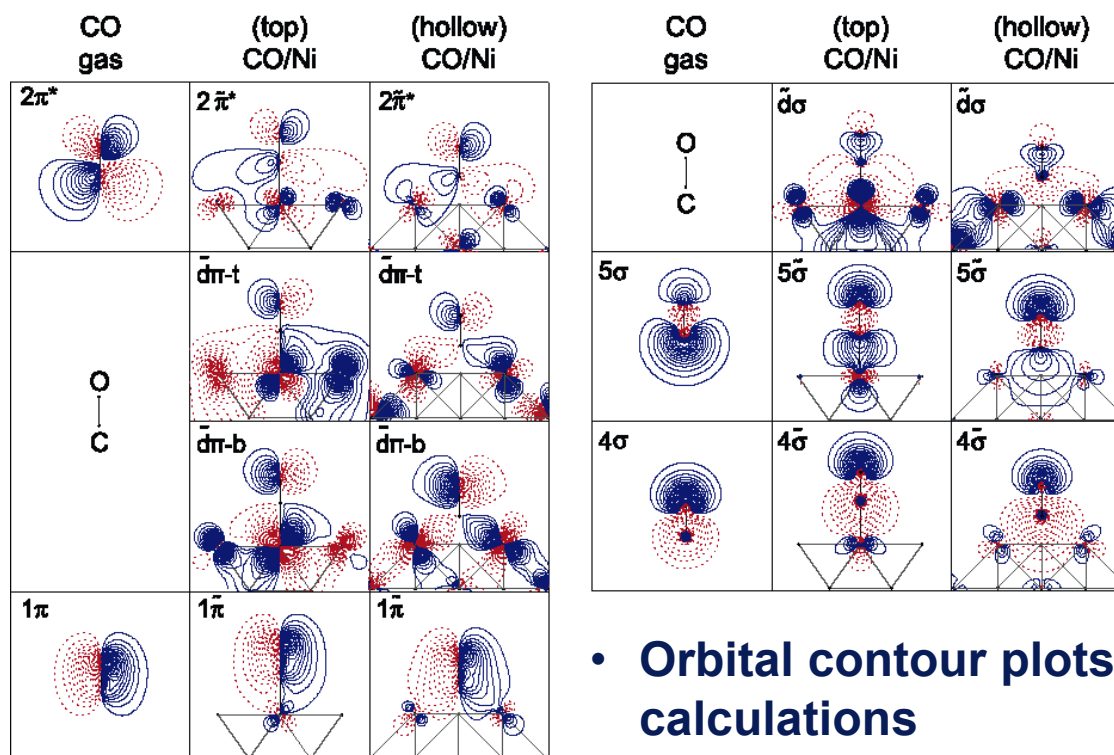 CO (top) (hollow)
gas CO/Ni CO/Ni
2π* 2 π̃* 2π̃*
d̄π-t d̄π-t
O
C
d̄π-b d̄π-b
1π 1π̃ 1π̃
CO (top) (hollow)
gas CO/Ni CO/Ni
d̃σ d̃σ
O
C
5σ 5σ̃ 5σ̃
4σ 4σ̃ 4σ̃
• Orbital contour plots
calculations